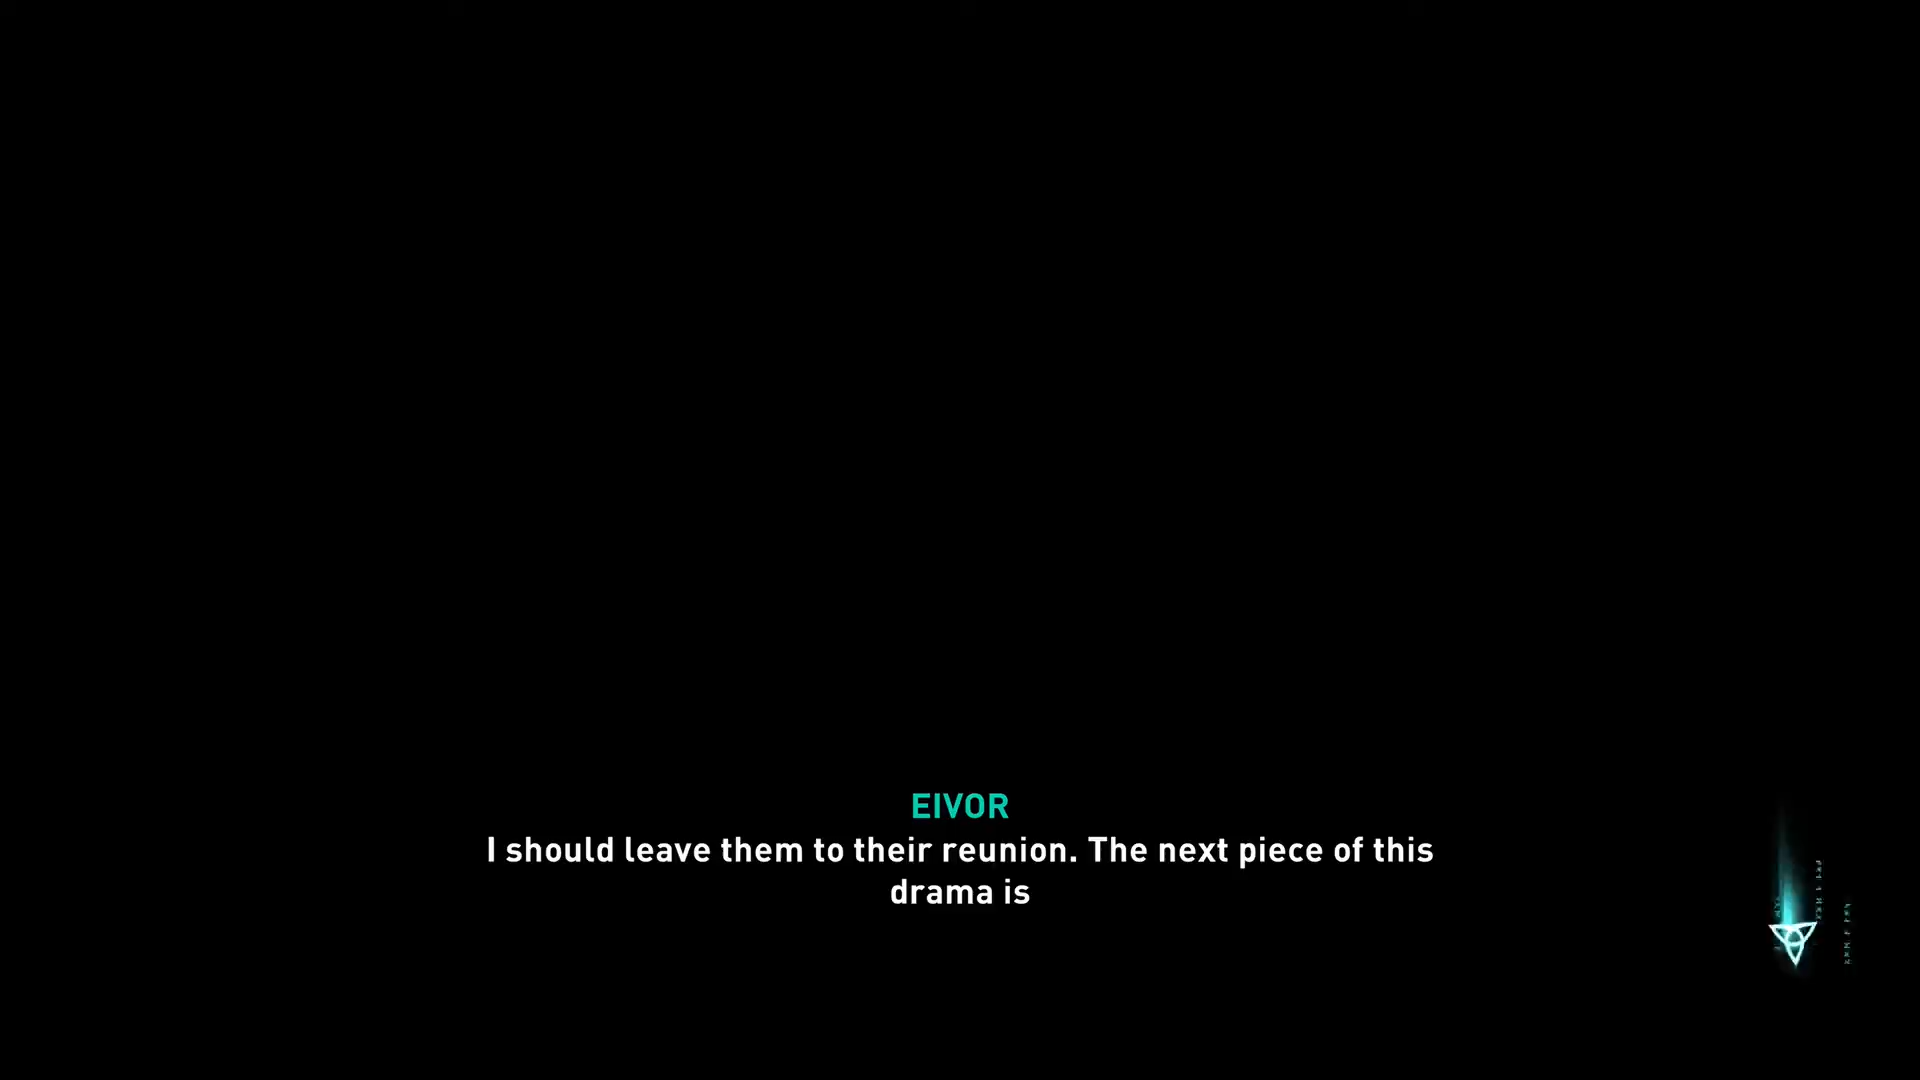 EIVOR
I should leave them to their reunion. The next piece of this
drama is